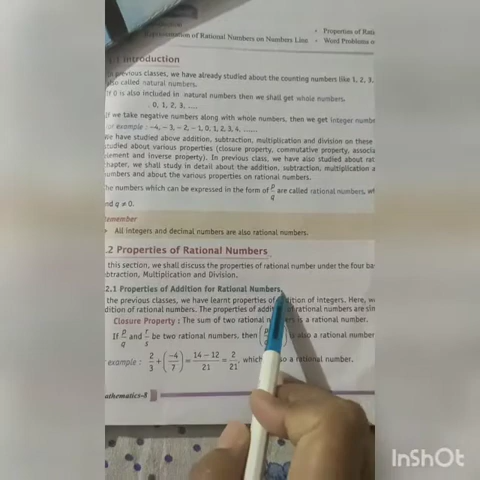 • Properties of
Representation of Rational Numbers on Numbers Line • Word Problems
Introduction
previous classes, we have already studied about the counting numbers like 1, 2, 3.
also called natural numbers.
If 0 is also included in natural numbers then we shall get whole numbers.
0, 1, 2, 3, ....
If we take negative numbers along with whole numbers, then we get integer
for example : –4, –3, –2, –1, 0, 1, 2, 3, 4, ......
We have studied above addition, subtraction, multiplication and division on these
studied about various properties (closure property, commutative property,
element and inverse property). In previous class, we have also studied about
chapter, we shall study in detail about the addition, subtraction, multiplication
numbers and about the various properties on rational numbers.
The numbers which can be expressed in the form of p/q are called rational numbers,
and q ≠ 0.
Remember
• All integers and decimal numbers are also rational numbers.
.2 Properties of Rational Numbers
this section, we shall discuss the properties of rational number under the four
Subtraction, Multiplication and Division.
2.1 Properties of Addition for Rational Numbers
the previous classes, we have learnt properties of addition of integers. Here,
addition of rational numbers. The properties of addition of rational numbers are
Closure Property : The sum of two rational numbers is a rational number.
If p/q and r/s be two rational numbers, then is also a rational number
example : 2/3 + (–4/7) = 14 – 12/21 = 2/21, which also a rational number.
Mathematics-8
InShOt